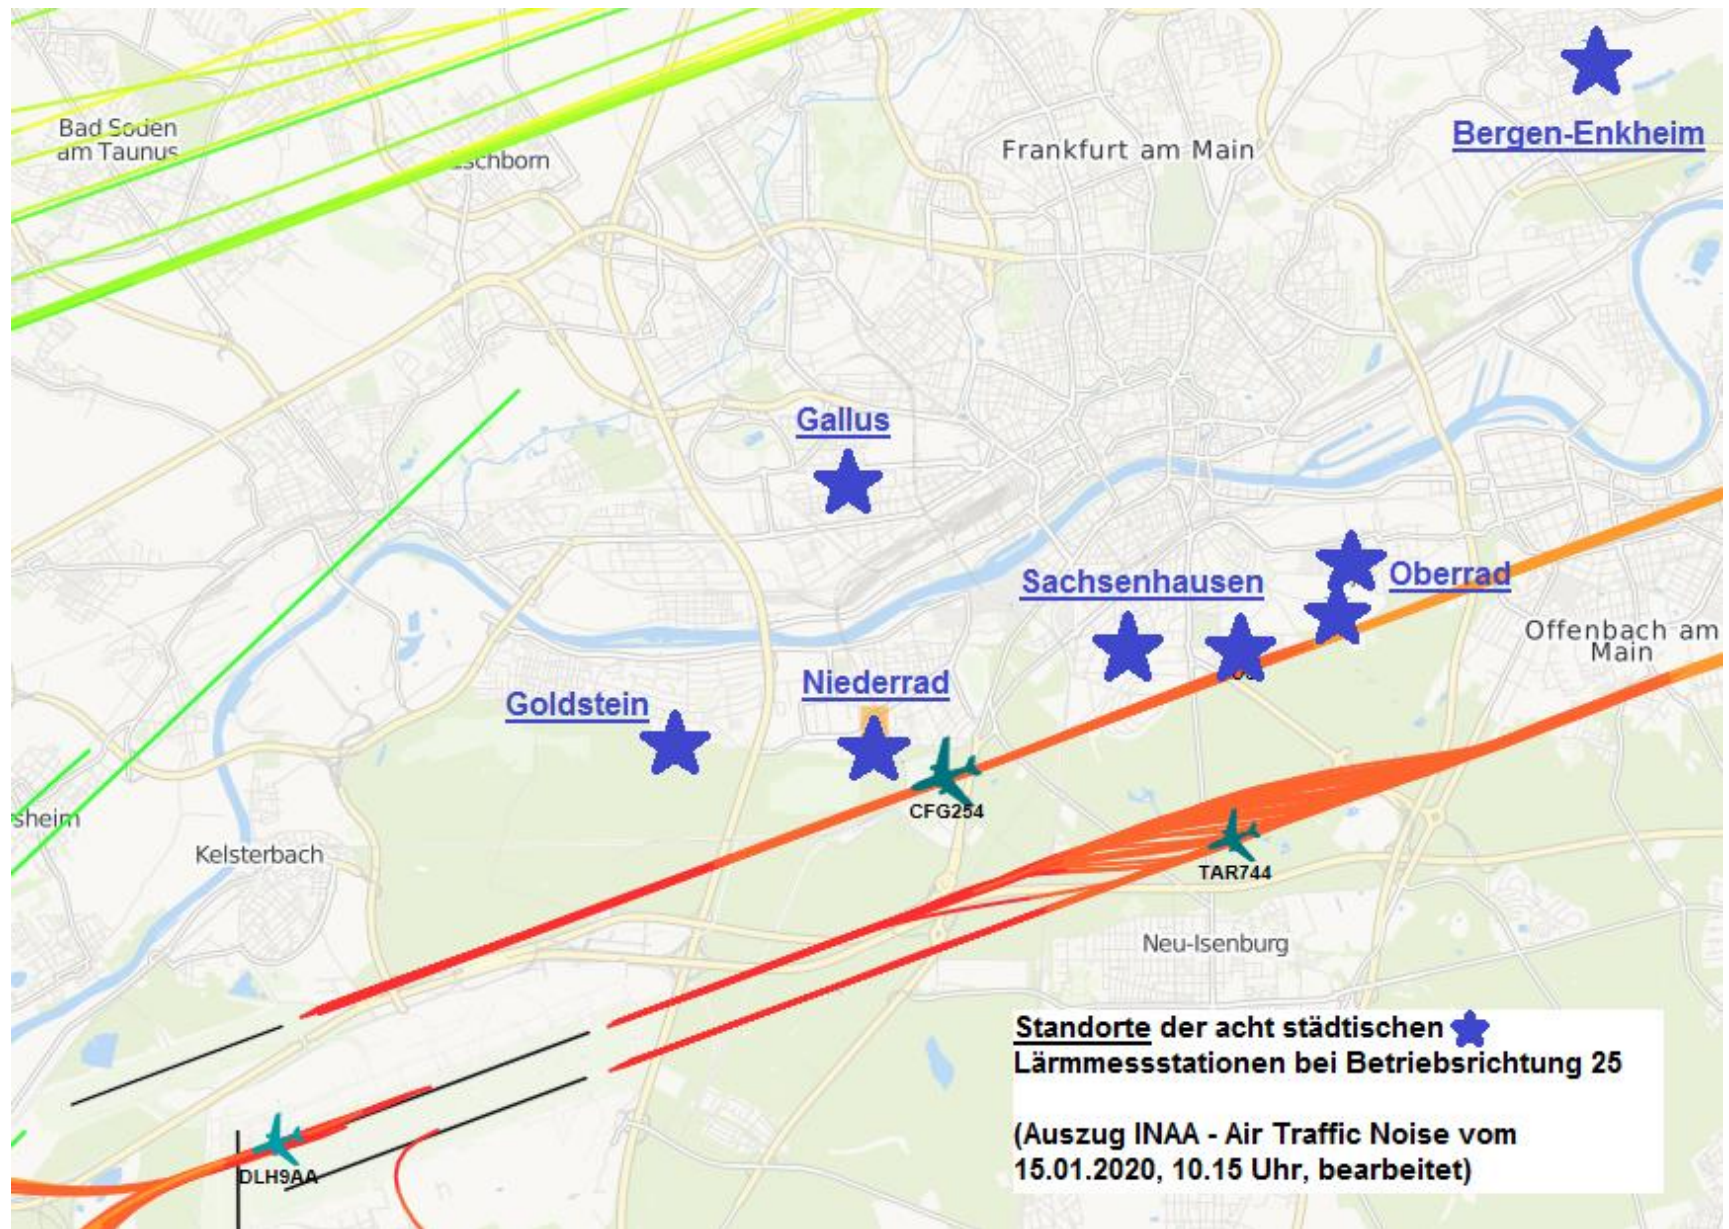 Bergen-Enkheim
Bad Soden
am Taunus
Frankfurt am Main
Gallus
Sachsenhausen
Oberrad
Offenbach am
Main
Niederrad
Goldstein
CFG254
sheim
Kelsterbach
TAR744
Neu-Isenburg
Standorte der acht städtischen
Lärmmessstationen bei Betriebsrichtung 25
(Auszug INAA - Air Traffic Noise vom
15.01.2020, 10.15 Uhr, bearbeitet)
DLH9AA